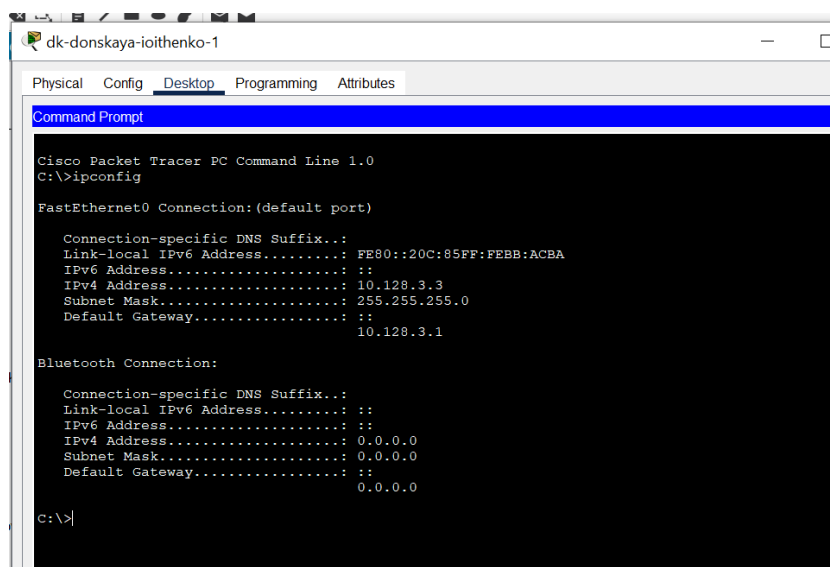 dk-donskaya-ioithenko-1
Physical Config Desktop Programming Attributes
Command Prompt
Cisco Packet Tracer PC Command Line 1.0
C:\>ipconfig
FastEthernet0 Connection:(default port)
Connection-specific DNS Suffix..:
Link-local IPv6 Address.........: FE80::20C:85FF:FEBB:ACBA
IPv6 Address....................: ::
IPv4 Address....................: 10.128.3.3
Subnet Mask.....................: 255.255.255.0
Default Gateway.................: ::
10.128.3.1
Bluetooth Connection:
Connection-specific DNS Suffix..:
Link-local IPv6 Address.........: ::
IPv6 Address....................: ::
IPv4 Address....................: 0.0.0.0
Subnet Mask.....................: 0.0.0.0
Default Gateway.................: ::
0.0.0.0
C:\>